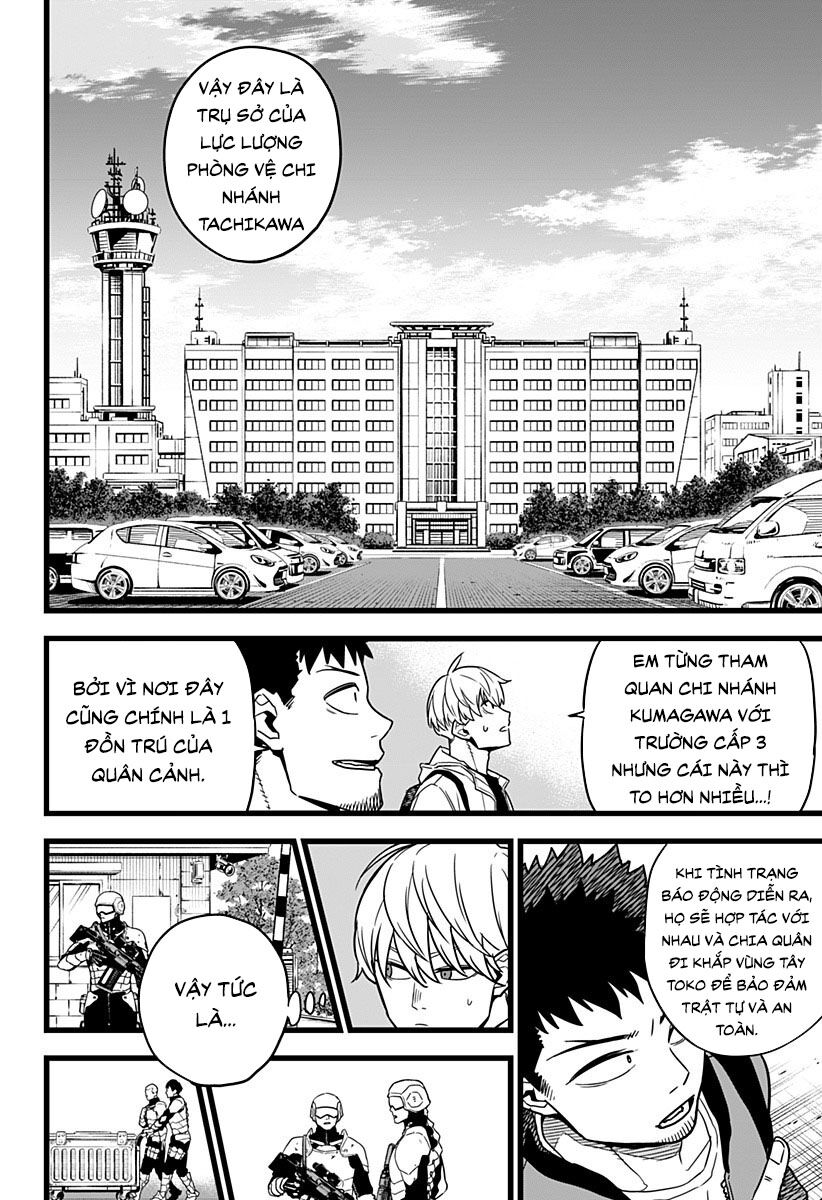 VẬY ĐÂY LÀ
TRỤ SỞ CỦA
LỰC LƯỢNG
PHÒNG VỆ CHI
NHÁNH
TACHIKAWA
EM TỪNG THAM
QUAN CHI NHÁNH
KUMAGAWA VỚI
TRƯỜNG CẤP 3
NHƯNG CÁI NÀY THÌ
TO HƠN NHIỀU...!
BỞI VÌ NƠI ĐÂY
CŨNG CHÍNH LÀ 1
ĐỒN TRÚ CỦA
QUÂN CẢNH.
KHI TÌNH TRẠNG
BÁO ĐỘNG DIỄN RA,
HỌ SẼ HỢP TÁC VỚI
NHAU VÀ CHIA QUÂN
ĐI KHẮP VÙNG TÂY
TOKO ĐỂ BẢO ĐẢM
TRẬT TỰ VÀ AN
TOÀN.
VẬY TỨC
LÀ...